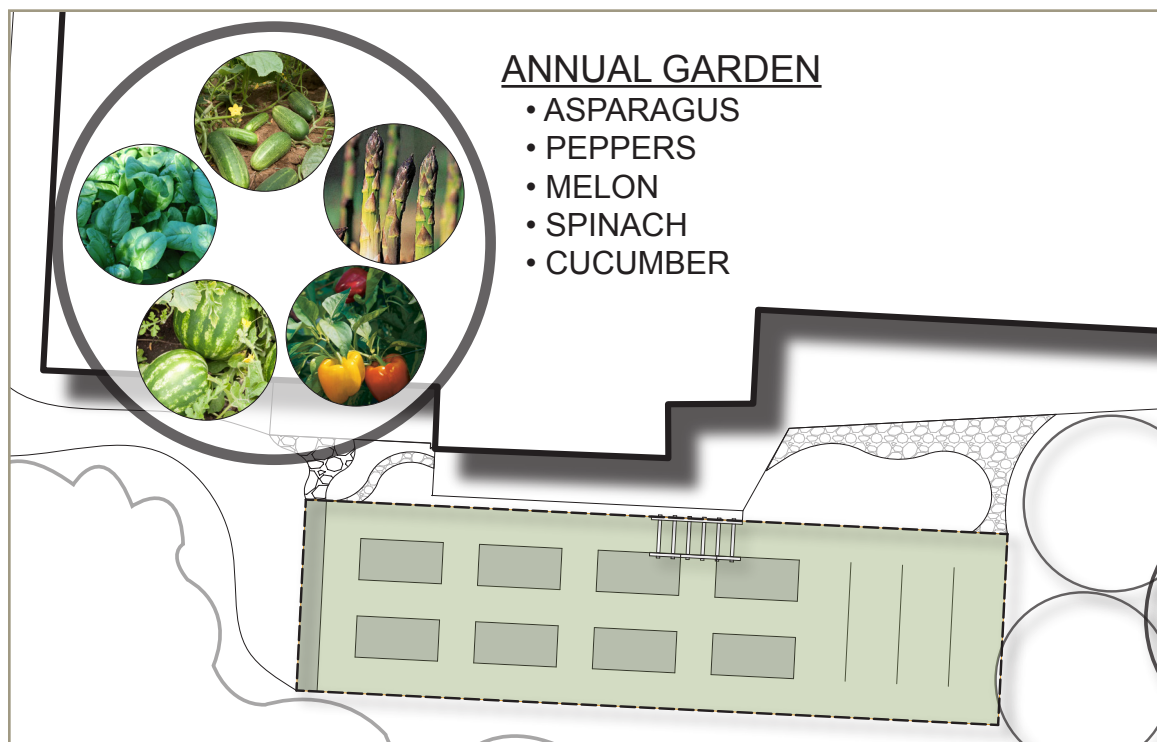 ANNUAL GARDEN
• ASPARAGUS
• PEPPERS
• MELON
• SPINACH
• CUCUMBER